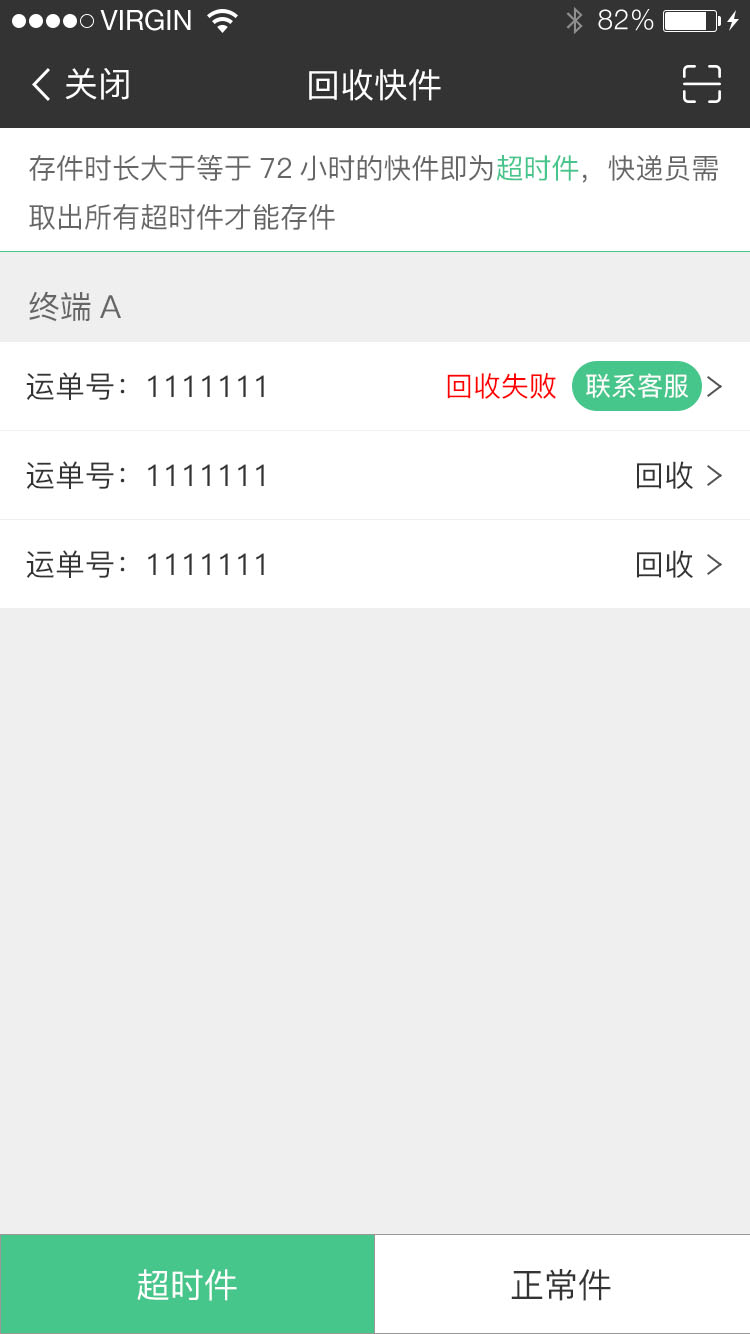 VIRGIN 82%
关闭 回收快件
存件时长大于等于 72 小时的快件即为超时件，快递员需
取出所有超时件才能存件
终端 A
运单号：1111111 回收失败 联系客服
运单号：1111111 回收
运单号：1111111 回收
超时件 正常件